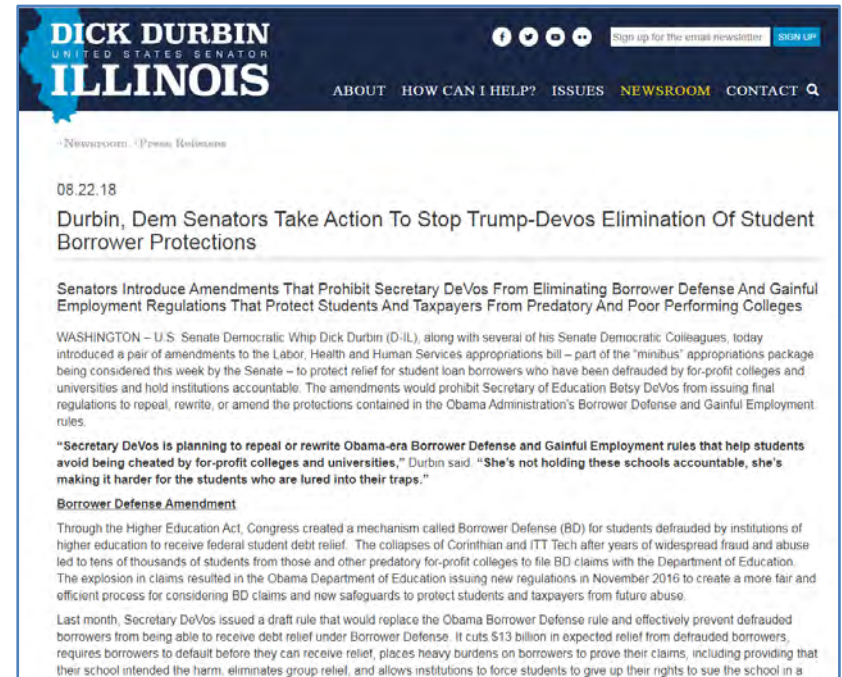 DICK DURBIN
UNITED STATES SENATOR
ILLINOIS
Sign up for the email newsletter SIGN UP
ABOUT HOW CAN I HELP? ISSUES NEWSROOM CONTACT
Newsroom Press Releases
08.22.18
Durbin, Dem Senators Take Action To Stop Trump-Devos Elimination Of Student
Borrower Protections
Senators Introduce Amendments That Prohibit Secretary DeVos From Eliminating Borrower Defense And Gainful
Employment Regulations That Protect Students And Taxpayers From Predatory And Poor Performing Colleges
WASHINGTON – U.S. Senate Democratic Whip Dick Durbin (D-IL), along with several of his Senate Democratic Colleagues, today
introduced a pair of amendments to the Labor, Health and Human Services appropriations bill – part of the "minibus" appropriations package
being considered this week by the Senate – to protect relief for student loan borrowers who have been defrauded by for-profit colleges and
universities and hold institutions accountable. The amendments would prohibit Secretary of Education Betsy DeVos from issuing final
regulations to repeal, rewrite, or amend the protections contained in the Obama Administration's Borrower Defense and Gainful Employment
rules.
"Secretary DeVos is planning to repeal or rewrite Obama-era Borrower Defense and Gainful Employment rules that help students
avoid being cheated by for-profit colleges and universities," Durbin said. "She's not holding these schools accountable, she's
making it harder for the students who are lured into their traps."
Borrower Defense Amendment
Through the Higher Education Act, Congress created a mechanism called Borrower Defense (BD) for students defrauded by institutions of
higher education to receive federal student debt relief. The collapses of Corinthian and ITT Tech after years of widespread fraud and abuse
led to tens of thousands of students from those and other predatory for-profit colleges to file BD claims with the Department of Education.
The explosion in claims resulted in the Obama Department of Education issuing new regulations in November 2016 to create a more fair and
efficient process for considering BD claims and new safeguards to protect students and taxpayers from future abuse.
Last month, Secretary DeVos issued a draft rule that would replace the Obama Borrower Defense rule and effectively prevent defrauded
borrowers from being able to receive debt relief under Borrower Defense. It cuts $13 billion in expected relief from defrauded borrowers,
requires borrowers to default before they can receive relief, places heavy burdens on borrowers to prove their claims, including providing that
their school intended the harm, eliminates group relief, and allows institutions to force students to give up their rights to sue the school in a